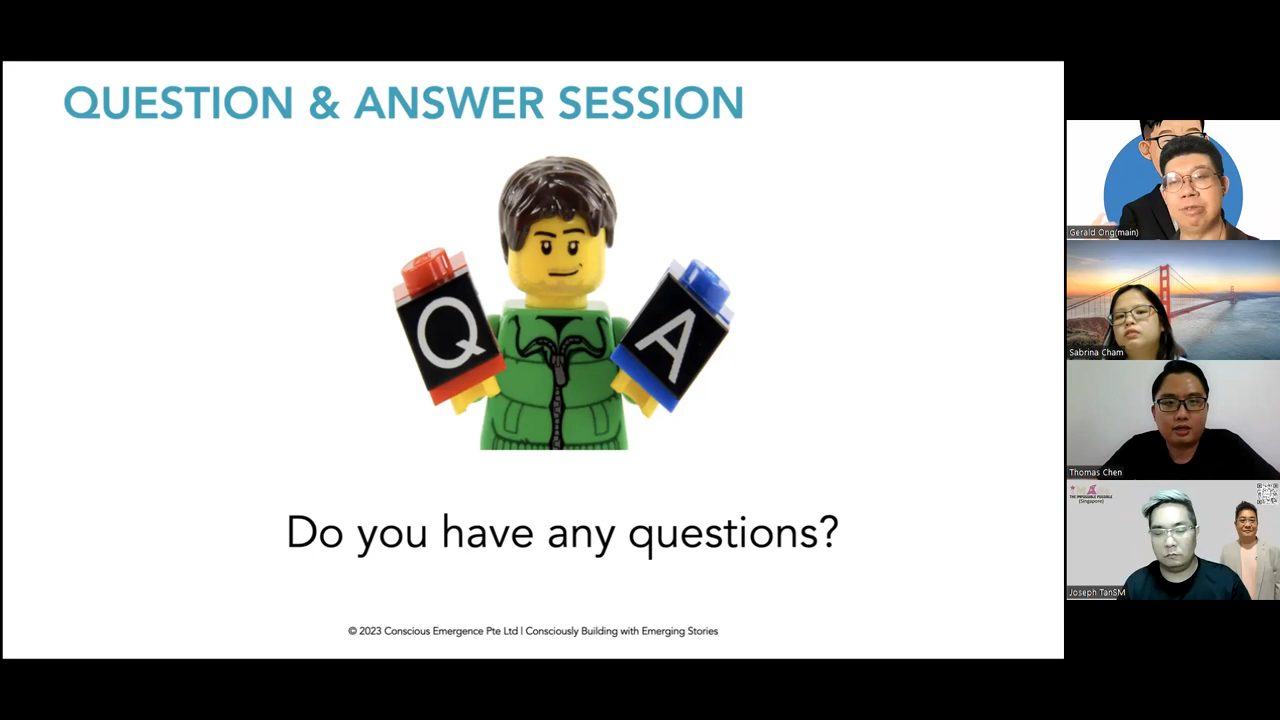 QUESTION & ANSWER SESSION
Q
A
Do you have any questions?
© 2023 Conscious Emergence Pte Ltd | Consciously Building with Emerging Stories
Gerald Ong(main)
Sabrina Cham
Thomas Chen
THE IMPOSSIBLE POSSIBLE
(Singapore)
Joseph TanSM